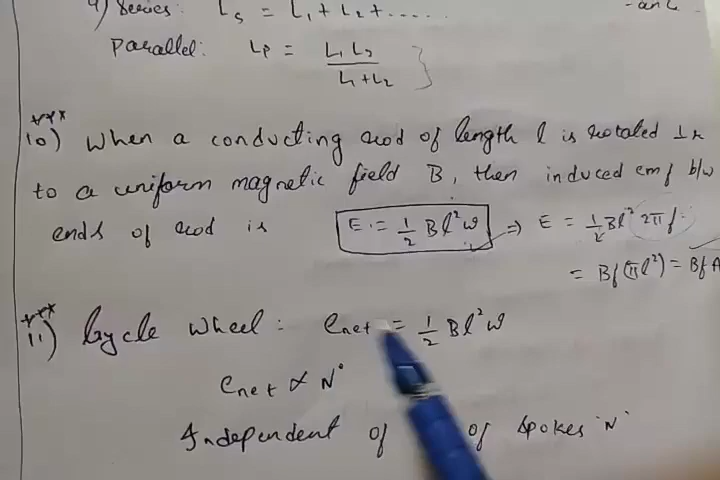 9) Series: Ls = L1 + L2 + ......
Parallel: Lp = L1 L2 / L1 + L2 }
*** 10) When a conducting rod of length l is rotated ⊥r
to a uniform magnetic field B, then induced emf b/w
ends of rod is E = 1/2 Bl²ω ⇒ E = 1/2 Bl² 2πf
= Bf(πl²) = BfA
*** 11) Cycle Wheel: enet = 1/2 Bl²ω
enet ∝ N°
Independent of of spokes 'N'